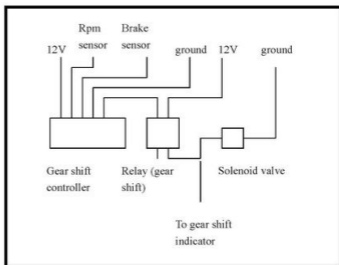 Rpm sensor
Brake sensor
12V
ground
12V
ground
Gear shift controller
Relay (gear shift)
Solenoid valve
To gear shift indicator